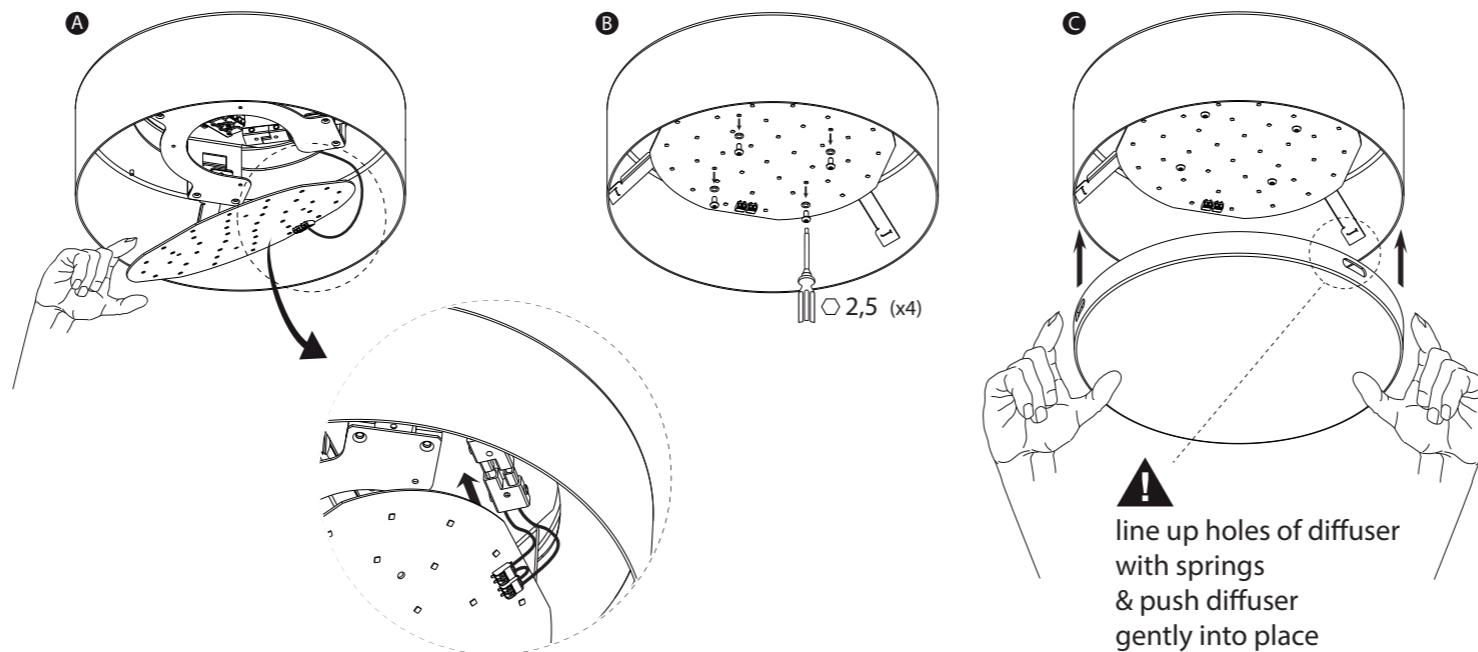 A
B
C
2,5 (x4)
!
line up holes of diffuser
with springs
& push diffuser
gently into place